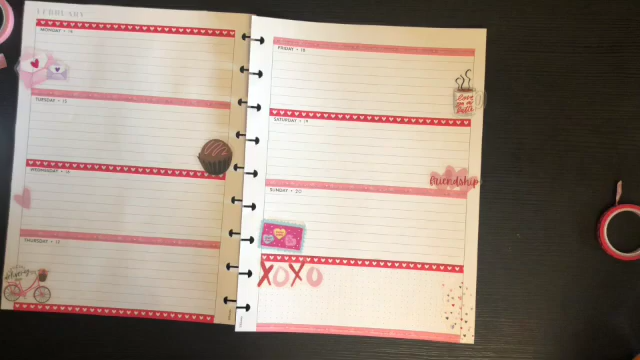 FEBRUARY
MONDAY • 14
TUESDAY • 15
WEDNESDAY • 16
THURSDAY • 17
FRIDAY • 18
SATURDAY • 19
friendship
SUNDAY • 20
XOXO